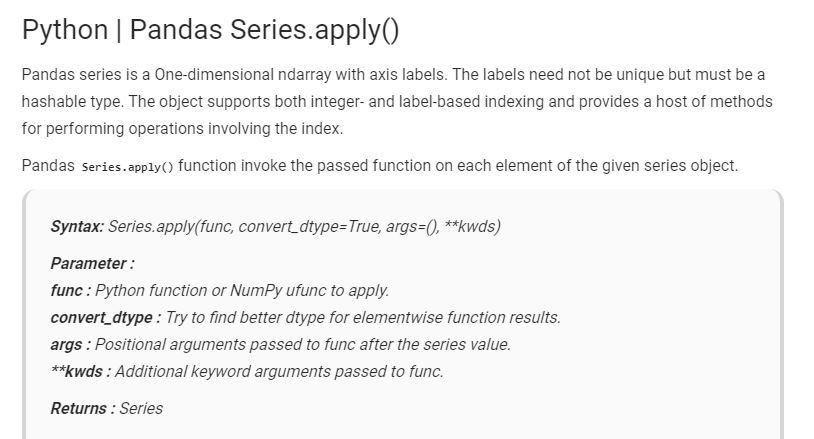 Python | Pandas Series.apply()
Pandas series is a One-dimensional ndarray with axis labels. The labels need not be unique but must be a
hashable type. The object supports both integer- and label-based indexing and provides a host of methods
for performing operations involving the index.
Pandas Series.apply() function invoke the passed function on each element of the given series object.
Syntax: Series.apply(func, convert_dtype=True, args=(), **kwds)
Parameter :
func : Python function or NumPy ufunc to apply.
convert_dtype : Try to find better dtype for elementwise function results.
args : Positional arguments passed to func after the series value.
**kwds : Additional keyword arguments passed to func.
Returns : Series